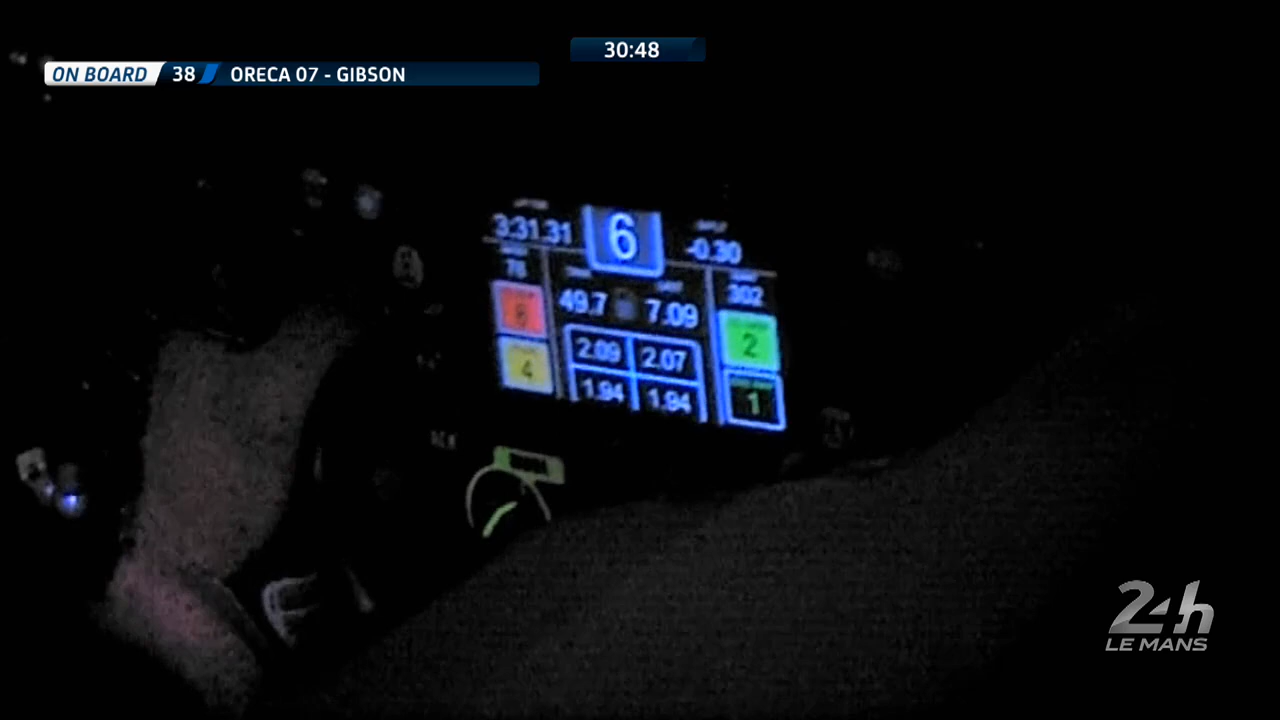 30:48
ON BOARD 38 ORECA 07 - GIBSON
3:31.31 6 -0.30
78 302
49.7 7.09
6 2
2.09 2.07
4 1
1.94 1.94
24h
LE MANS